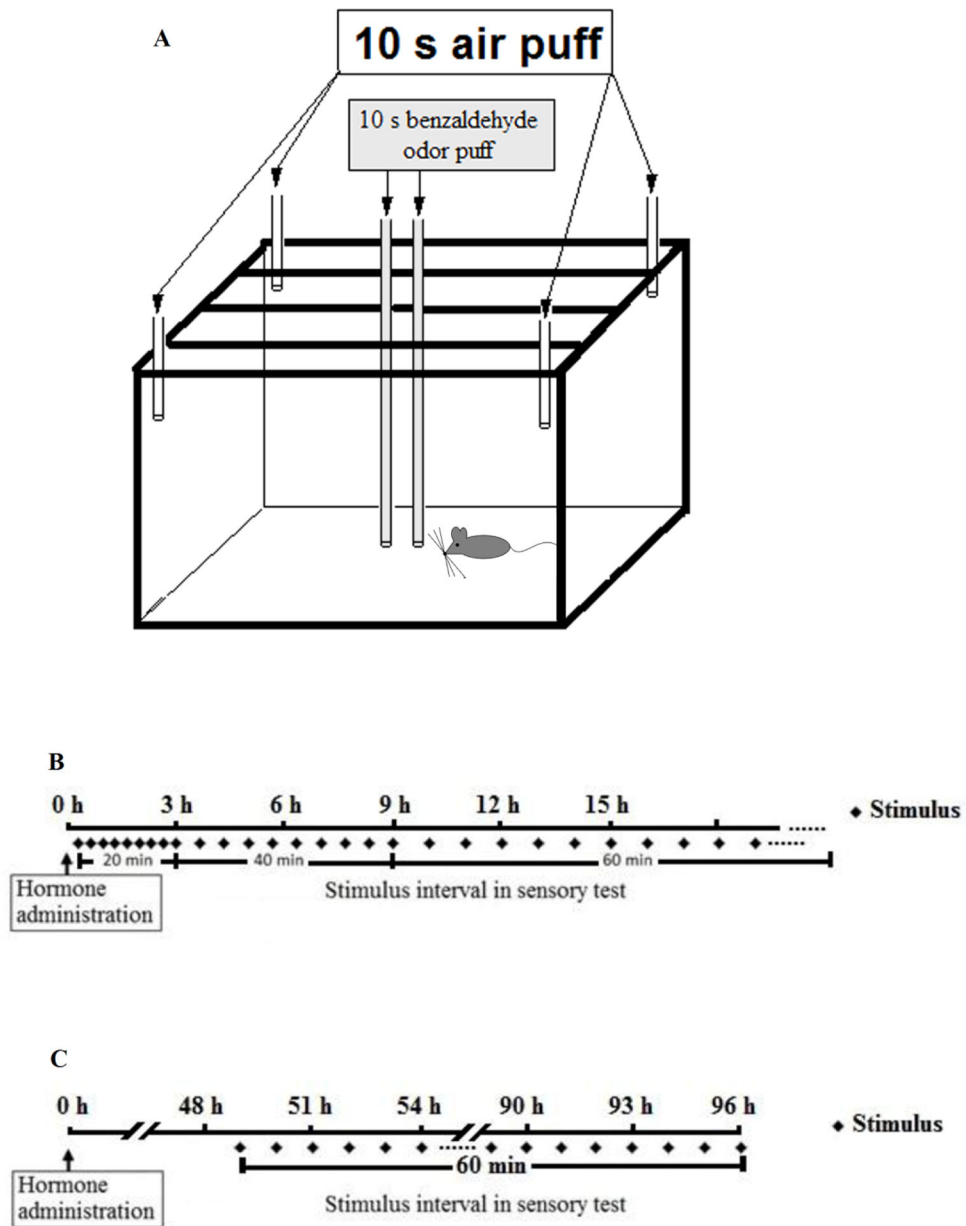 A
10 s air puff
10 s benzaldehyde
odor puff
B
0 h 3 h 6 h 9 h 12 h 15 h
Stimulus
20 min 40 min 60 min
Hormone
administration
Stimulus interval in sensory test
C
0 h 48 h 51 h 54 h 90 h 93 h 96 h
Stimulus
60 min
Hormone
administration
Stimulus interval in sensory test